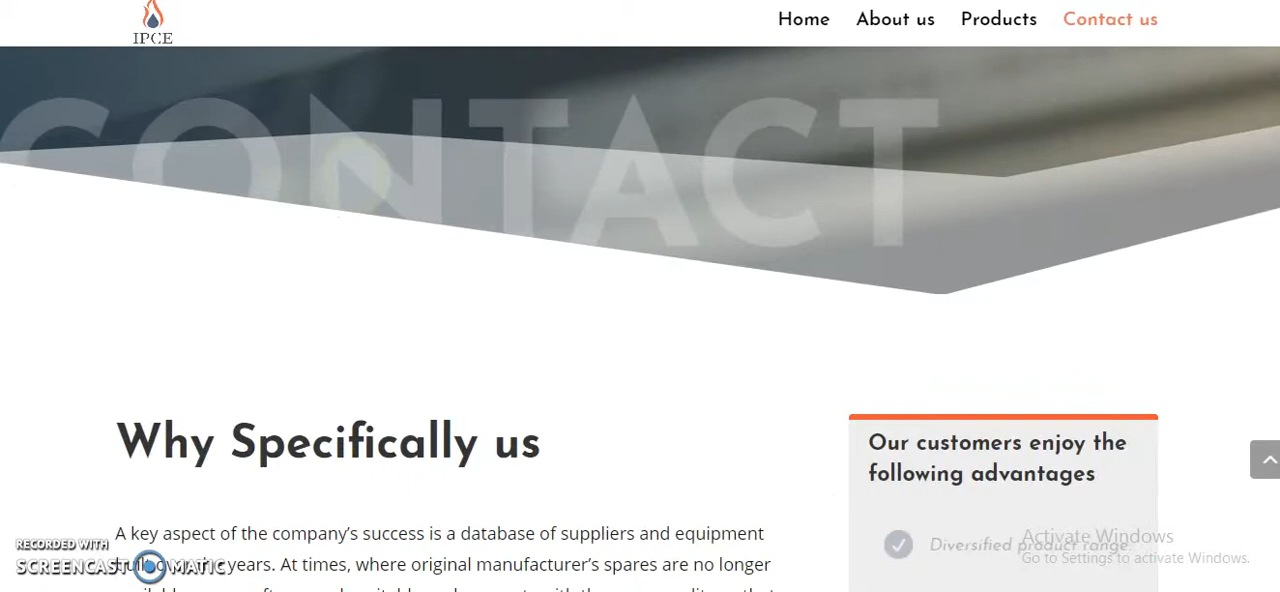 IPCE
Home About us Products Contact us
CONTACT
Why Specifically us
Our customers enjoy the
following advantages
A key aspect of the company's success is a database of suppliers and equipment
years. At times, where original manufacturer's spares are no longer
Diversified product range.
Activate Windows
Go to Settings to activate Windows.
RECORDED WITH
SCREENCAST MATIC